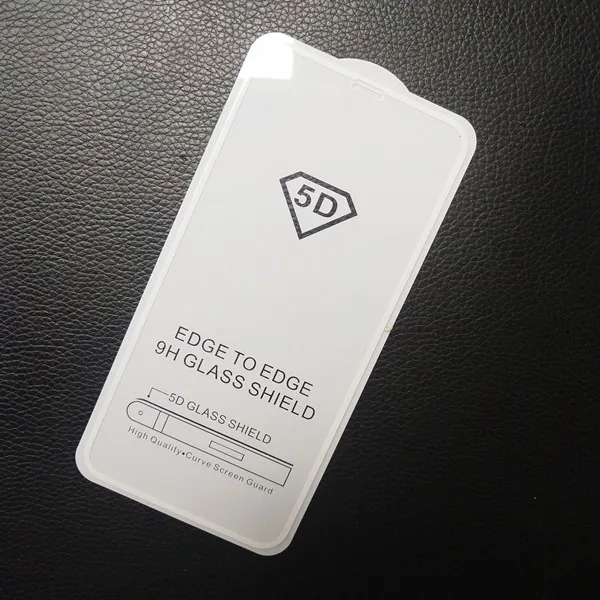 5D
EDGE TO EDGE
9H GLASS SHIELD
5D GLASS SHIELD
High Quality•Curve Screen Guard